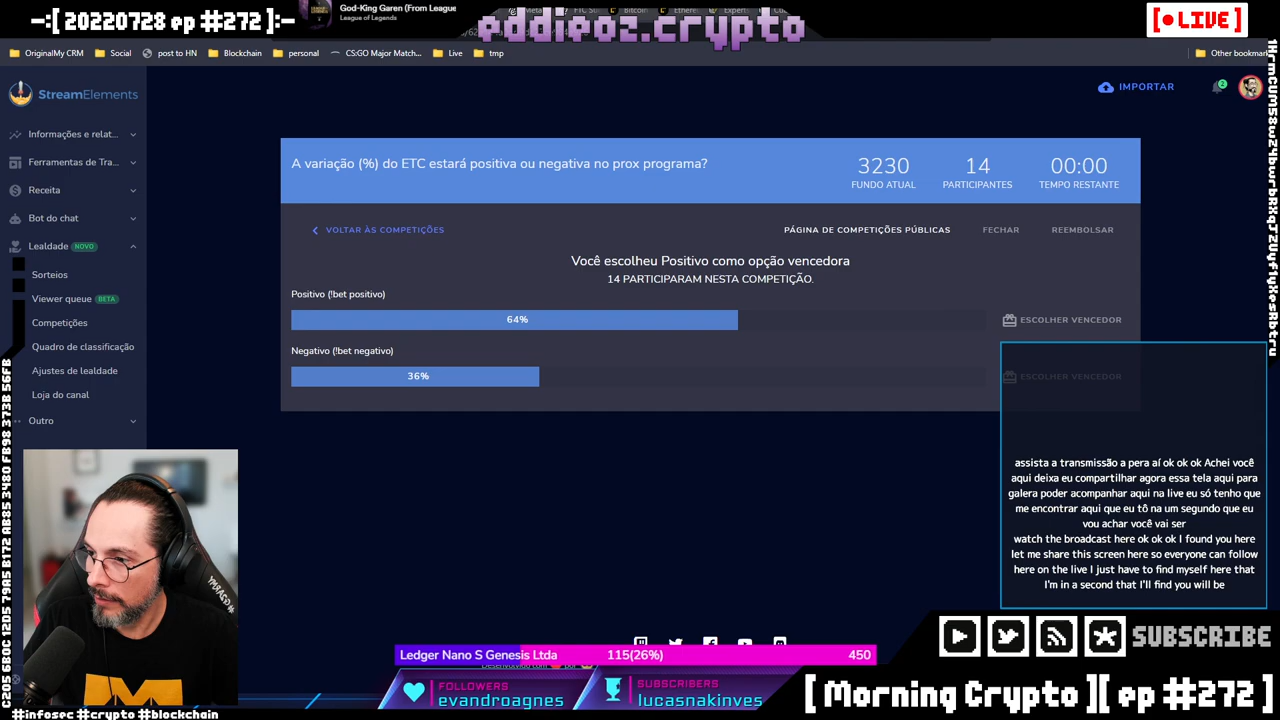 -:[ 20220728 ep #272 ]:-
God-King Garen (From League
League of Legends
eddieoz.crypto
[ • LIVE ]
OriginalMy CRM
Social
post to HN
Blockchain
personal
CS:GO Major Match...
Live
tmp
Other bookmar
StreamElements
IMPORTAR
2
Informações e relat...
Ferramentas de Tra...
Receita
Bot do chat
Lealdade NOVO
Sorteios
Viewer queue BETA
Competições
Quadro de classificação
Ajustes de lealdade
Loja do canal
Outro
A variação (%) do ETC estará positiva ou negativa no prox programa?
3230
FUNDO ATUAL
14
PARTICIPANTES
00:00
TEMPO RESTANTE
VOLTAR ÀS COMPETIÇÕES
PÁGINA DE COMPETIÇÕES PÚBLICAS
FECHAR
REEMBOLSAR
Você escolheu Positivo como opção vencedora
14 PARTICIPARAM NESTA COMPETIÇÃO.
Positivo (!bet positivo)
64%
ESCOLHER VENCEDOR
Negativo (!bet negativo)
36%
ESCOLHER VENCEDOR
assista a transmissão a pera aí ok ok ok Achei você
aqui deixa eu compartilhar agora essa tela aqui para
galera poder acompanhar aqui na live eu só tenho que
me encontrar aqui que eu tô na um segundo que eu
vou achar você vai ser
watch the broadcast here ok ok ok I found you here
let me share this screen here so everyone can follow
here on the live I just have to find myself here that
I'm in a second that I'll find you will be
Ledger Nano S Genesis Ltda
115(26%)
450
FOLLOWERS
evandroagnes
SUBSCRIBERS
lucasnakinves
SUBSCRIBE
[ Morning Crypto ][ ep #272 ]
#infosec #crypto #blockchain